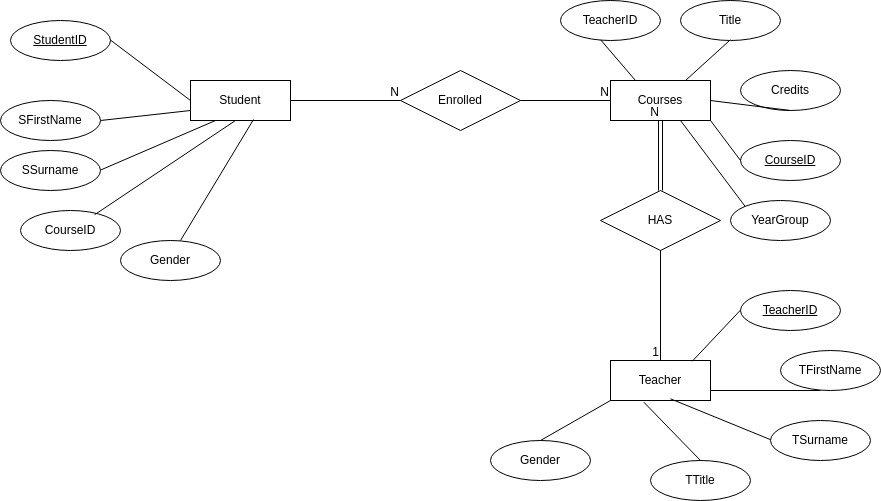 TeacherID
Title
StudentID
Student
N
Enrolled
N
Courses
N
Credits
SFirstName
SSurname
CourseID
CourseID
Gender
HAS
YearGroup
TeacherID
1
Teacher
TFirstName
TSurname
Gender
TTitle